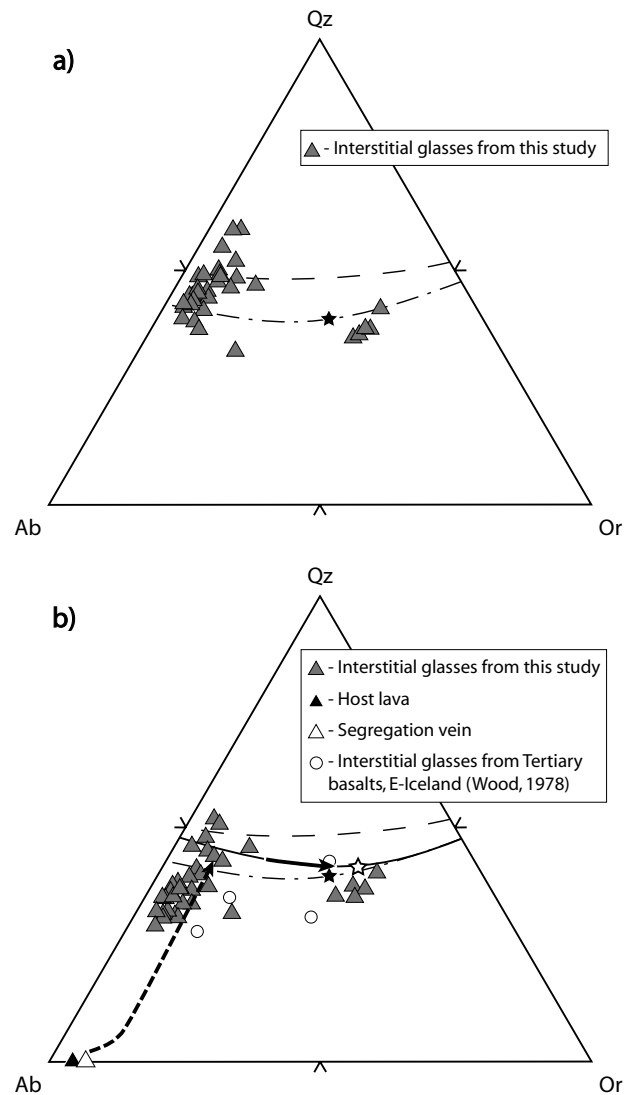 Qz
a)
- Interstitial glasses from this study
Ab
Or
Qz
b)
- Interstitial glasses from this study
- Host lava
- Segregation vein
- Interstitial glasses from Tertiary
basalts, E-Iceland (Wood, 1978)
Ab
Or